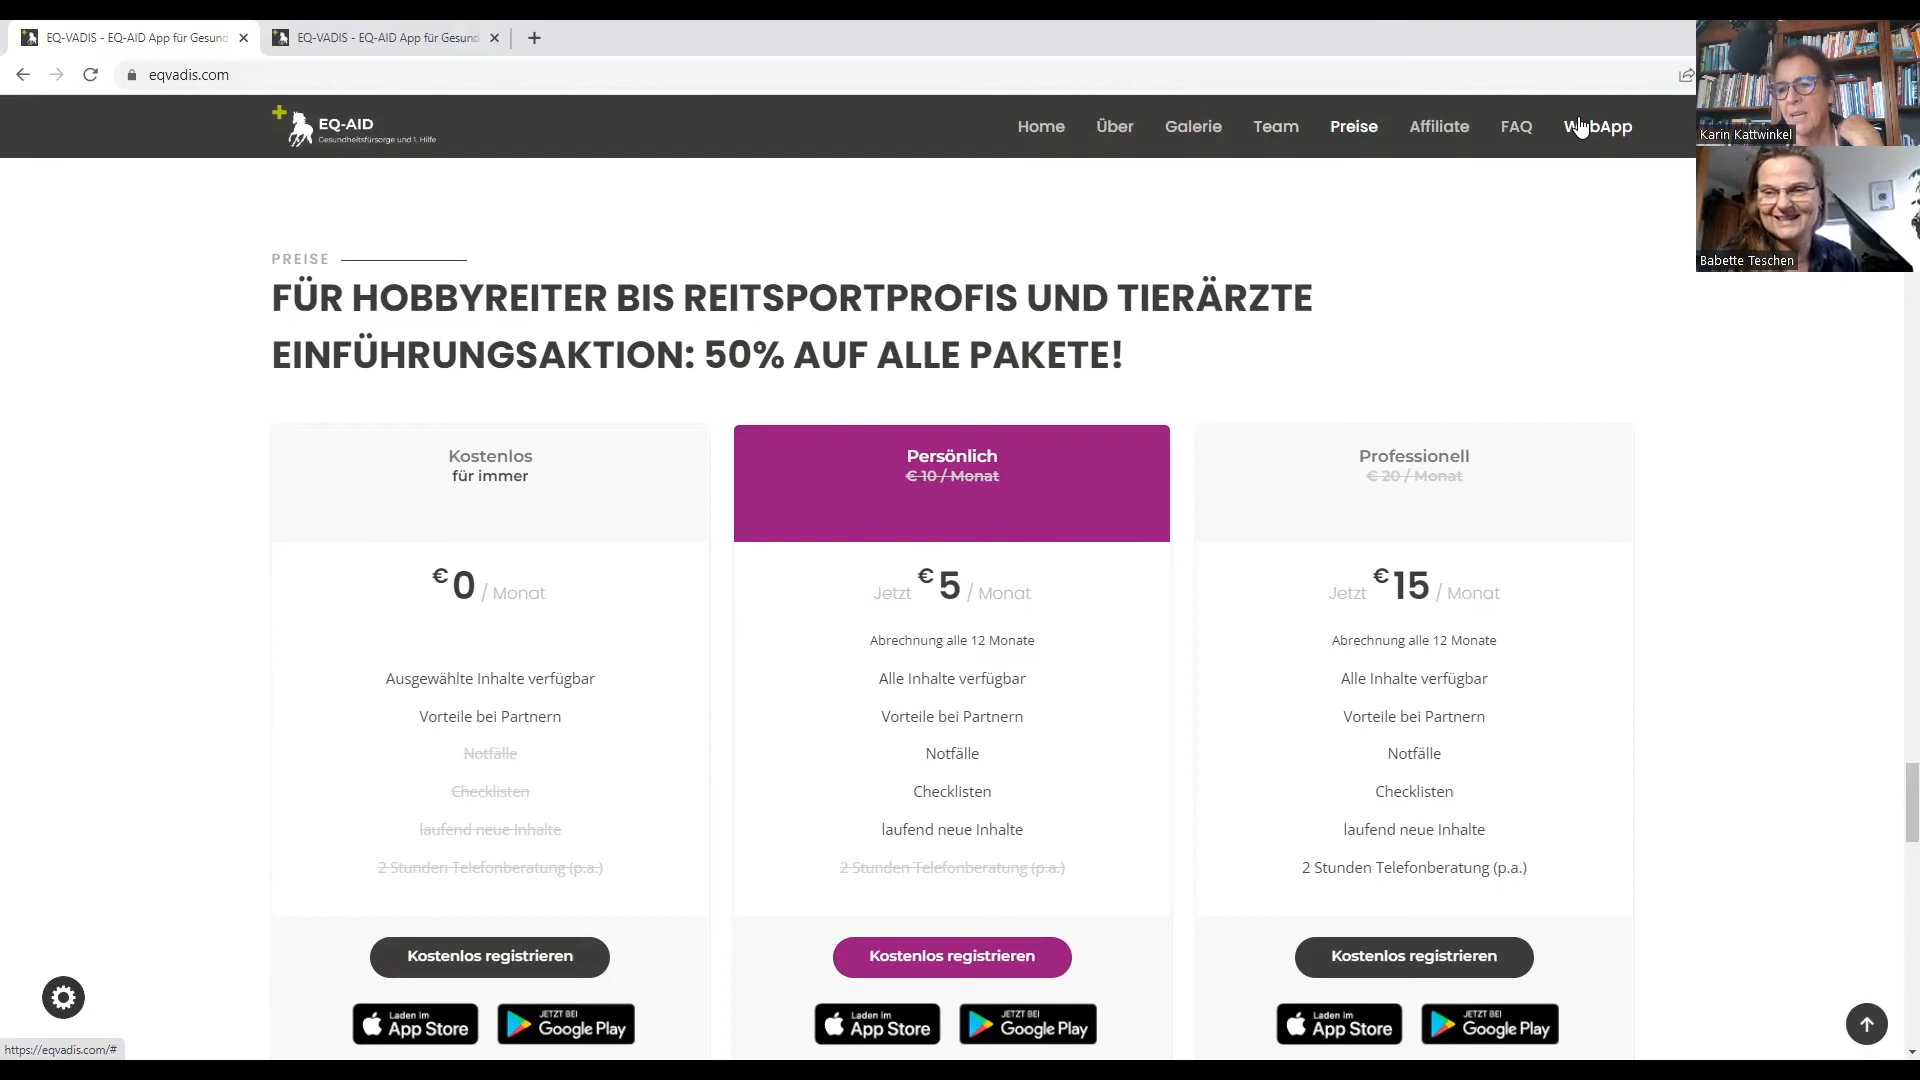 EQ-VADIS - EQ-AID App für Gesund
EQ-VADIS - EQ-AID App für Gesund
eqvadis.com
EQ-AID
Gesundheitsfürsorge und 1. Hilfe
Home
Über
Galerie
Team
Preise
Affiliate
FAQ
WebApp
Karin Kattwinkel
Babette Teschen
PREISE
FÜR HOBBYREITER BIS REITSPORTPROFIS UND TIERÄRZTE
EINFÜHRUNGSAKTION: 50% AUF ALLE PAKETE!
Kostenlos
für immer
€0 / Monat
Ausgewählte Inhalte verfügbar
Vorteile bei Partnern
Notfälle
Checklisten
laufend neue Inhalte
2 Stunden Telefonberatung (p.a.)
Kostenlos registrieren
Laden im
App Store
JETZT BEI
Google Play
Persönlich
€ 10 / Monat
Jetzt €5 / Monat
Abrechnung alle 12 Monate
Alle Inhalte verfügbar
Vorteile bei Partnern
Notfälle
Checklisten
laufend neue Inhalte
2 Stunden Telefonberatung (p.a.)
Kostenlos registrieren
Laden im
App Store
JETZT BEI
Google Play
Professionell
€ 20 / Monat
Jetzt €15 / Monat
Abrechnung alle 12 Monate
Alle Inhalte verfügbar
Vorteile bei Partnern
Notfälle
Checklisten
laufend neue Inhalte
2 Stunden Telefonberatung (p.a.)
Kostenlos registrieren
Laden im
App Store
JETZT BEI
Google Play
https://eqvadis.com/#